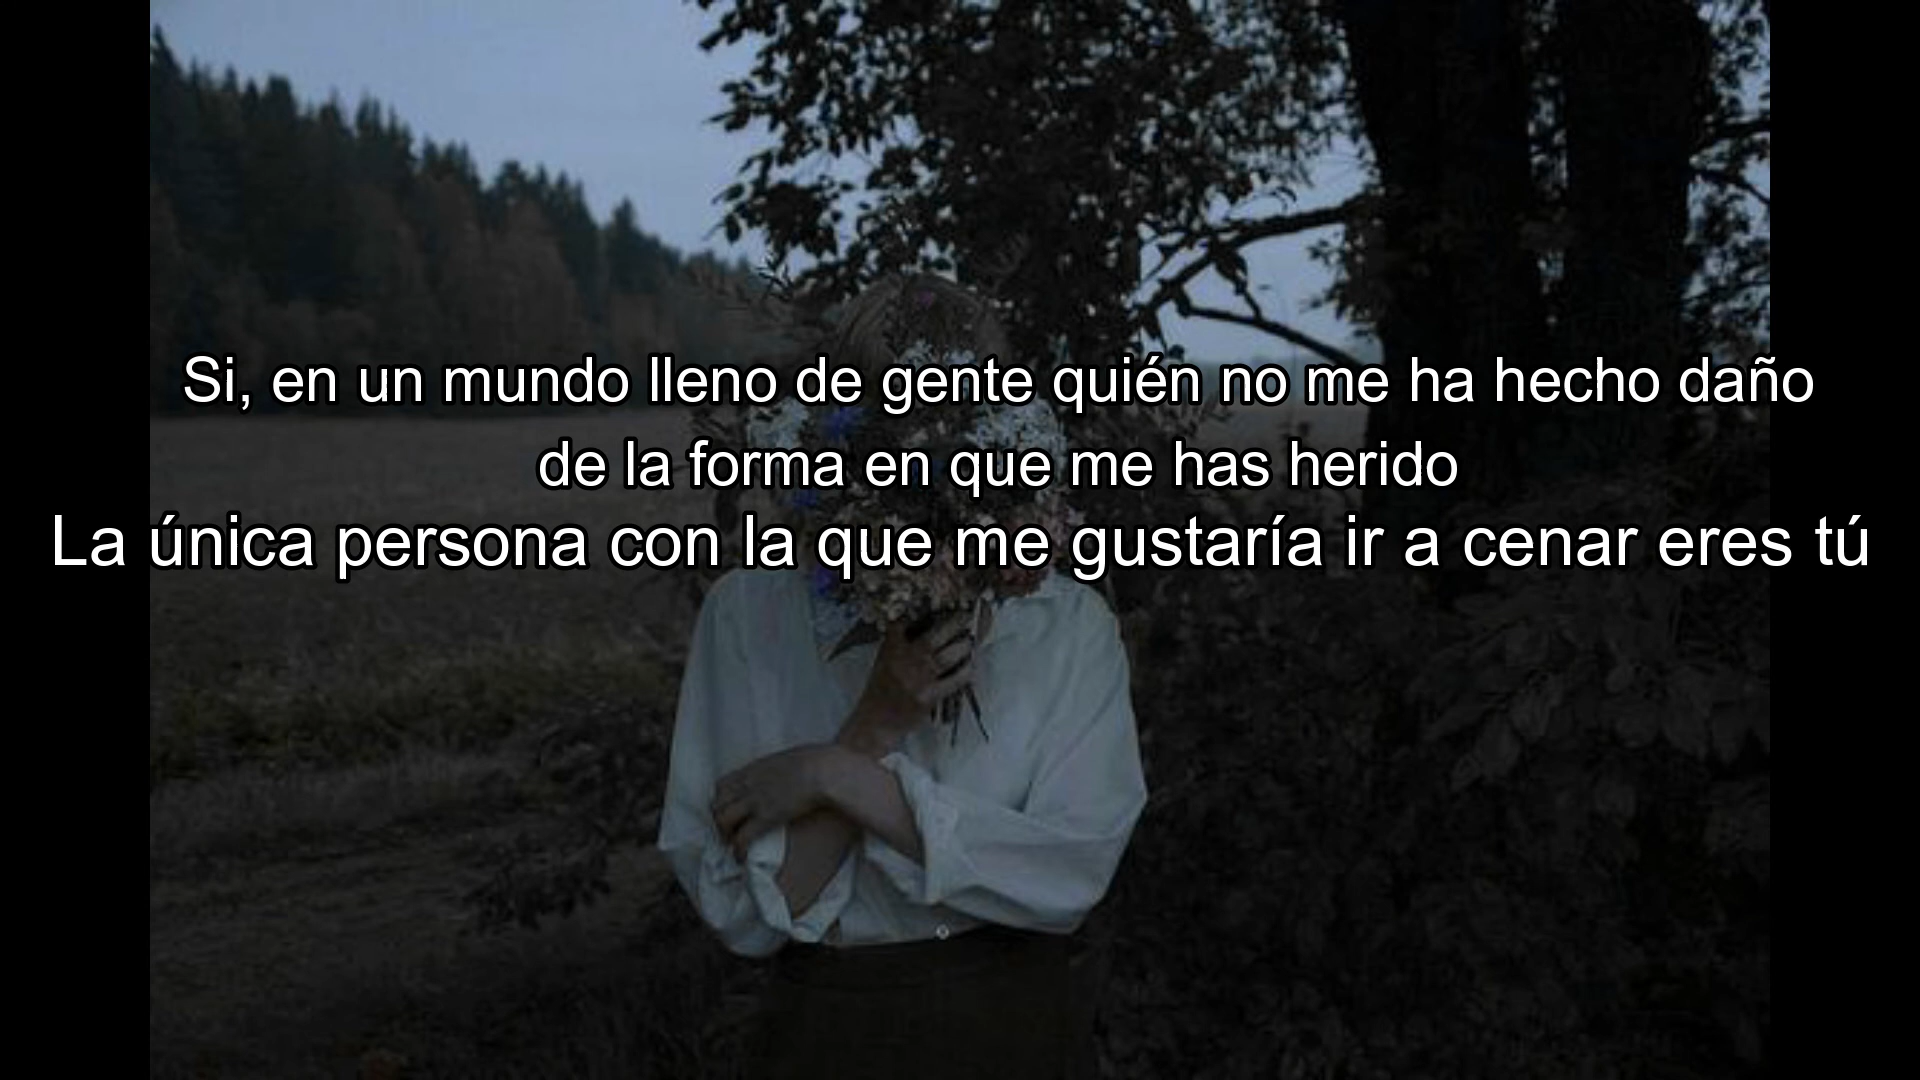 Si, en un mundo lleno de gente quién no me ha hecho daño
de la forma en que me has herido
La única persona con la que me gustaría ir a cenar eres tú